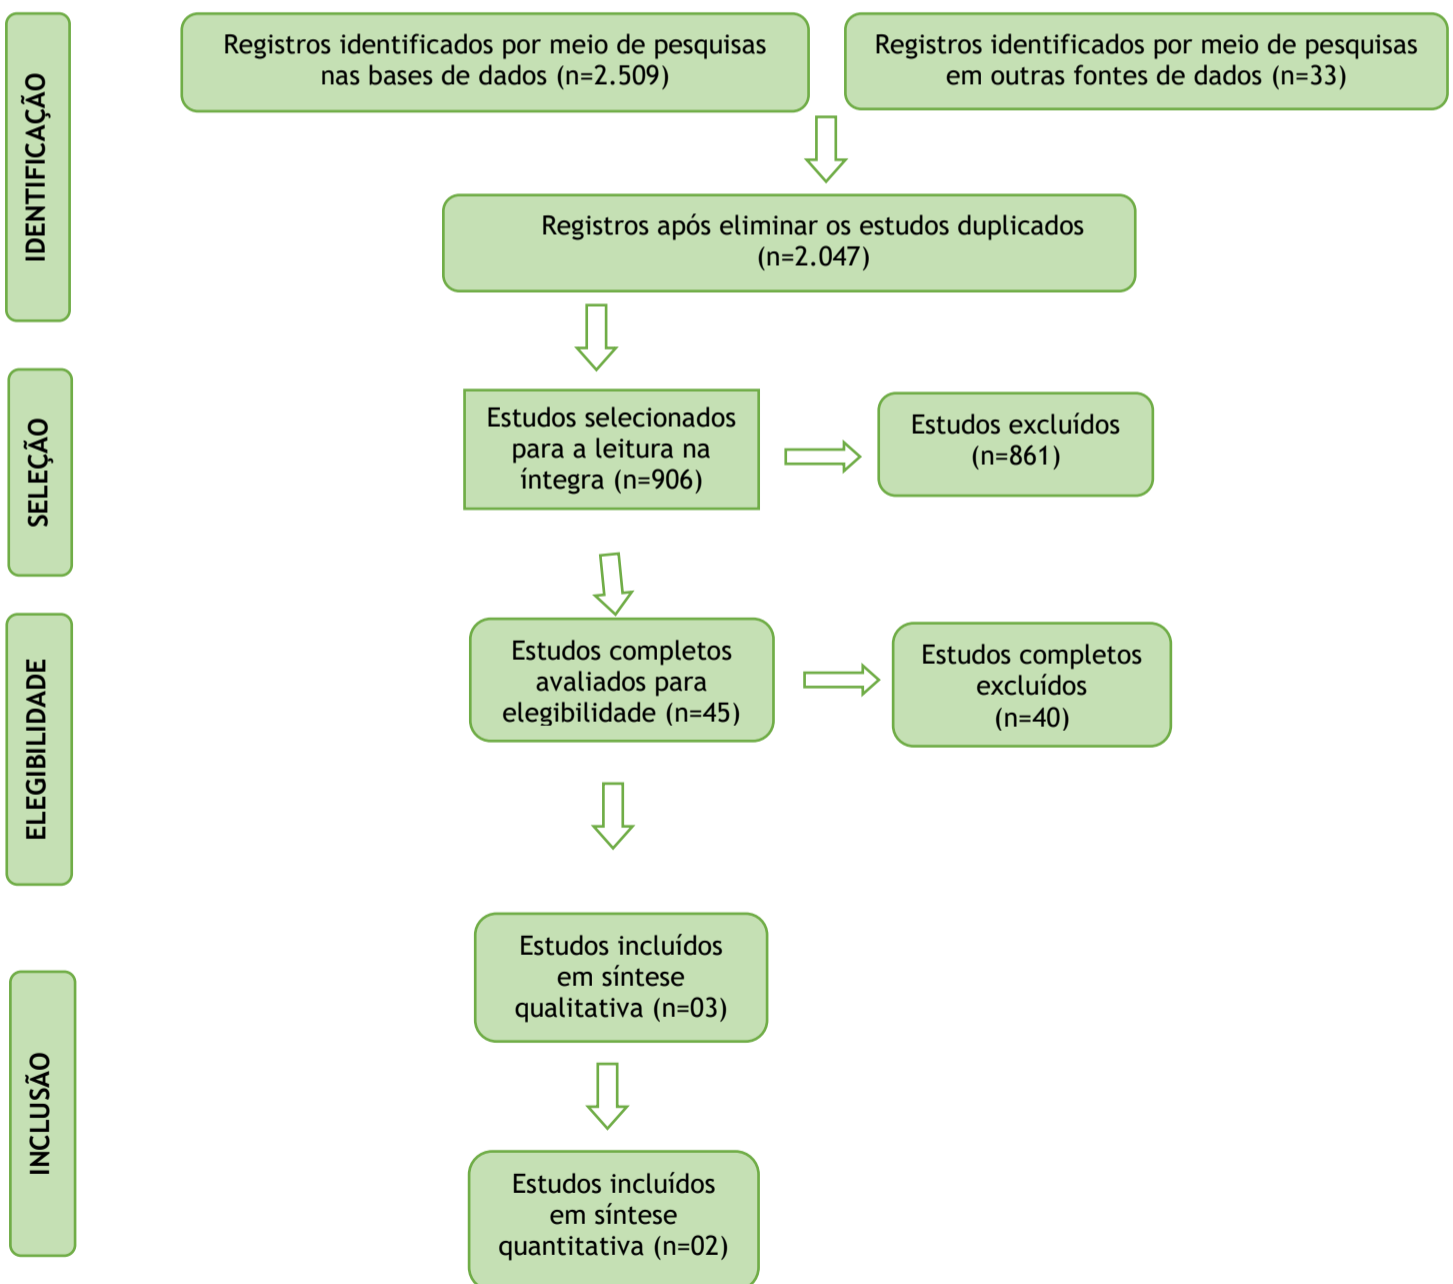 IDENTIFICAÇÃO
Registros identificados por meio de pesquisas
nas bases de dados (n=2.509)
Registros identificados por meio de pesquisas
em outras fontes de dados (n=33)
Registros após eliminar os estudos duplicados
(n=2.047)
SELEÇÃO
Estudos selecionados
para a leitura na
íntegra (n=906)
Estudos excluídos
(n=861)
ELEGIBILIDADE
Estudos completos
avaliados para
elegibilidade (n=45)
Estudos completos
excluídos
(n=40)
INCLUSÃO
Estudos incluídos
em síntese
qualitativa (n=03)
Estudos incluídos
em síntese
quantitativa (n=02)